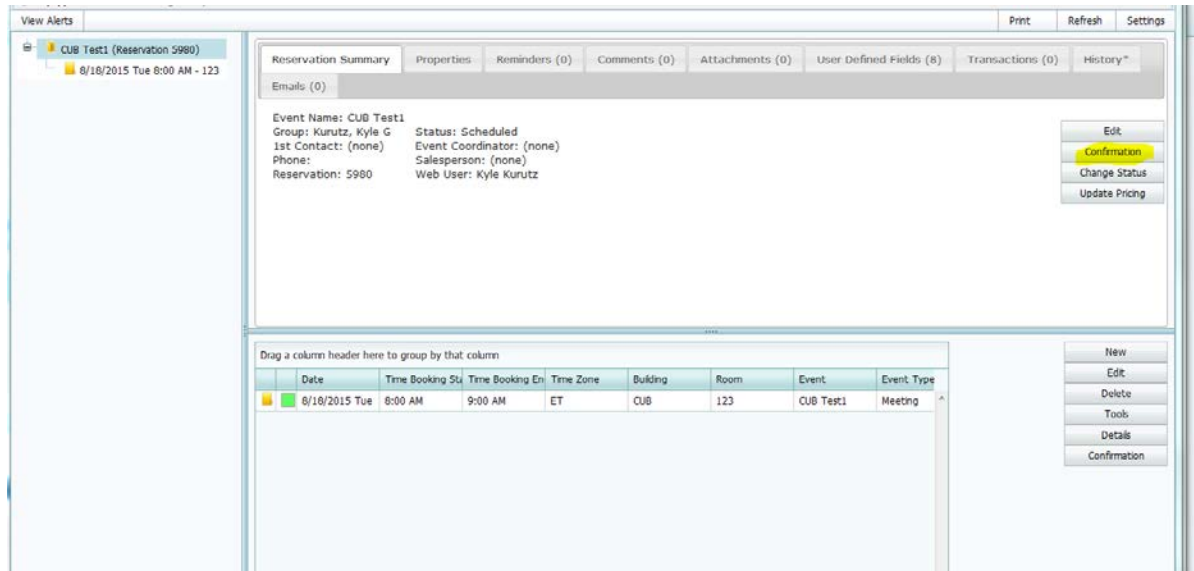 View Alerts
Print Refresh Settings
CUB Test1 (Reservation 5980)
8/18/2015 Tue 8:00 AM - 123
Reservation Summary Properties Reminders (0) Comments (0) Attachments (0) User Defined Fields (8) Transactions (0) History*
Emails (0)
Event Name: CUB Test1
Group: Kurutz, Kyle G Status: Scheduled
1st Contact: (none) Event Coordinator: (none)
Phone: Salesperson: (none)
Reservation: 5980 Web User: Kyle Kurutz
Edit
Confirmation
Change Status
Update Pricing
Drag a column header here to group by that column
Date Time Booking Sta Time Booking En Time Zone Building Room Event Event Type
8/18/2015 Tue 8:00 AM 9:00 AM ET CUB 123 CUB Test1 Meeting
New
Edit
Delete
Tools
Details
Confirmation